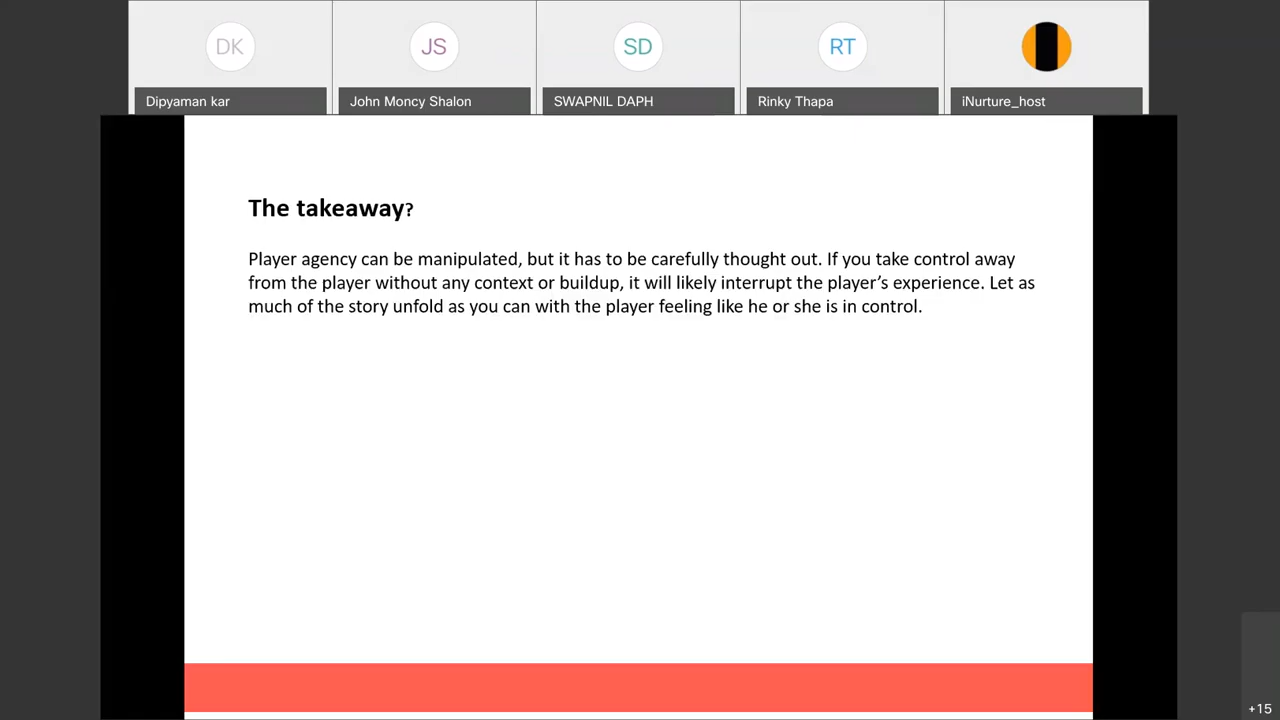 DK
JS
SD
RT
Dipyaman kar
John Moncy Shalon
SWAPNIL DAPH
Rinky Thapa
iNurture_host
The takeaway?
Player agency can be manipulated, but it has to be carefully thought out. If you take control away
from the player without any context or buildup, it will likely interrupt the player’s experience. Let as
much of the story unfold as you can with the player feeling like he or she is in control.
+15